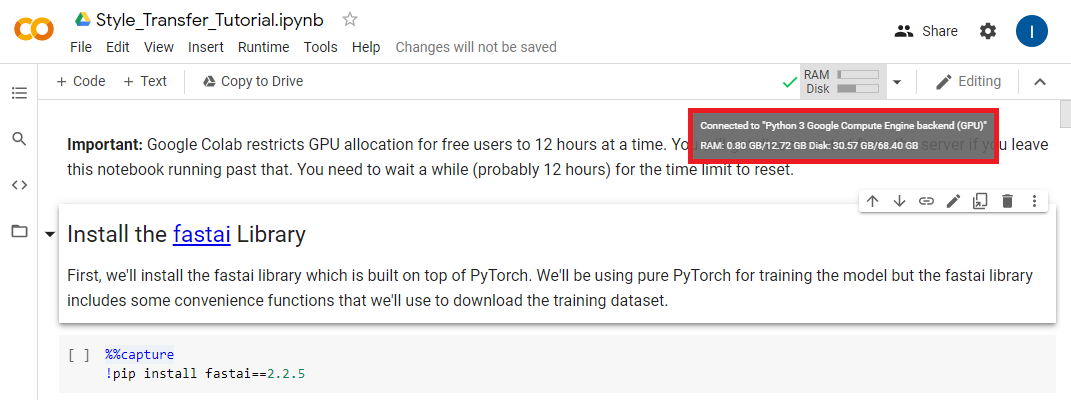 Style_Transfer_Tutorial.ipynb
File Edit View Insert Runtime Tools Help Changes will not be saved
Share
I
+ Code + Text Copy to Drive
RAM
Disk
Editing
Connected to "Python 3 Google Compute Engine backend (GPU)"
RAM: 0.80 GB/12.72 GB Disk: 30.57 GB/68.40 GB
Important: Google Colab restricts GPU allocation for free users to 12 hours at a time. You server if you leave
this notebook running past that. You need to wait a while (probably 12 hours) for the time limit to reset.
Install the fastai Library
First, we'll install the fastai library which is built on top of PyTorch. We'll be using pure PyTorch for training the model but the fastai library
includes some convenience functions that we'll use to download the training dataset.
[ ] %%capture
!pip install fastai==2.2.5